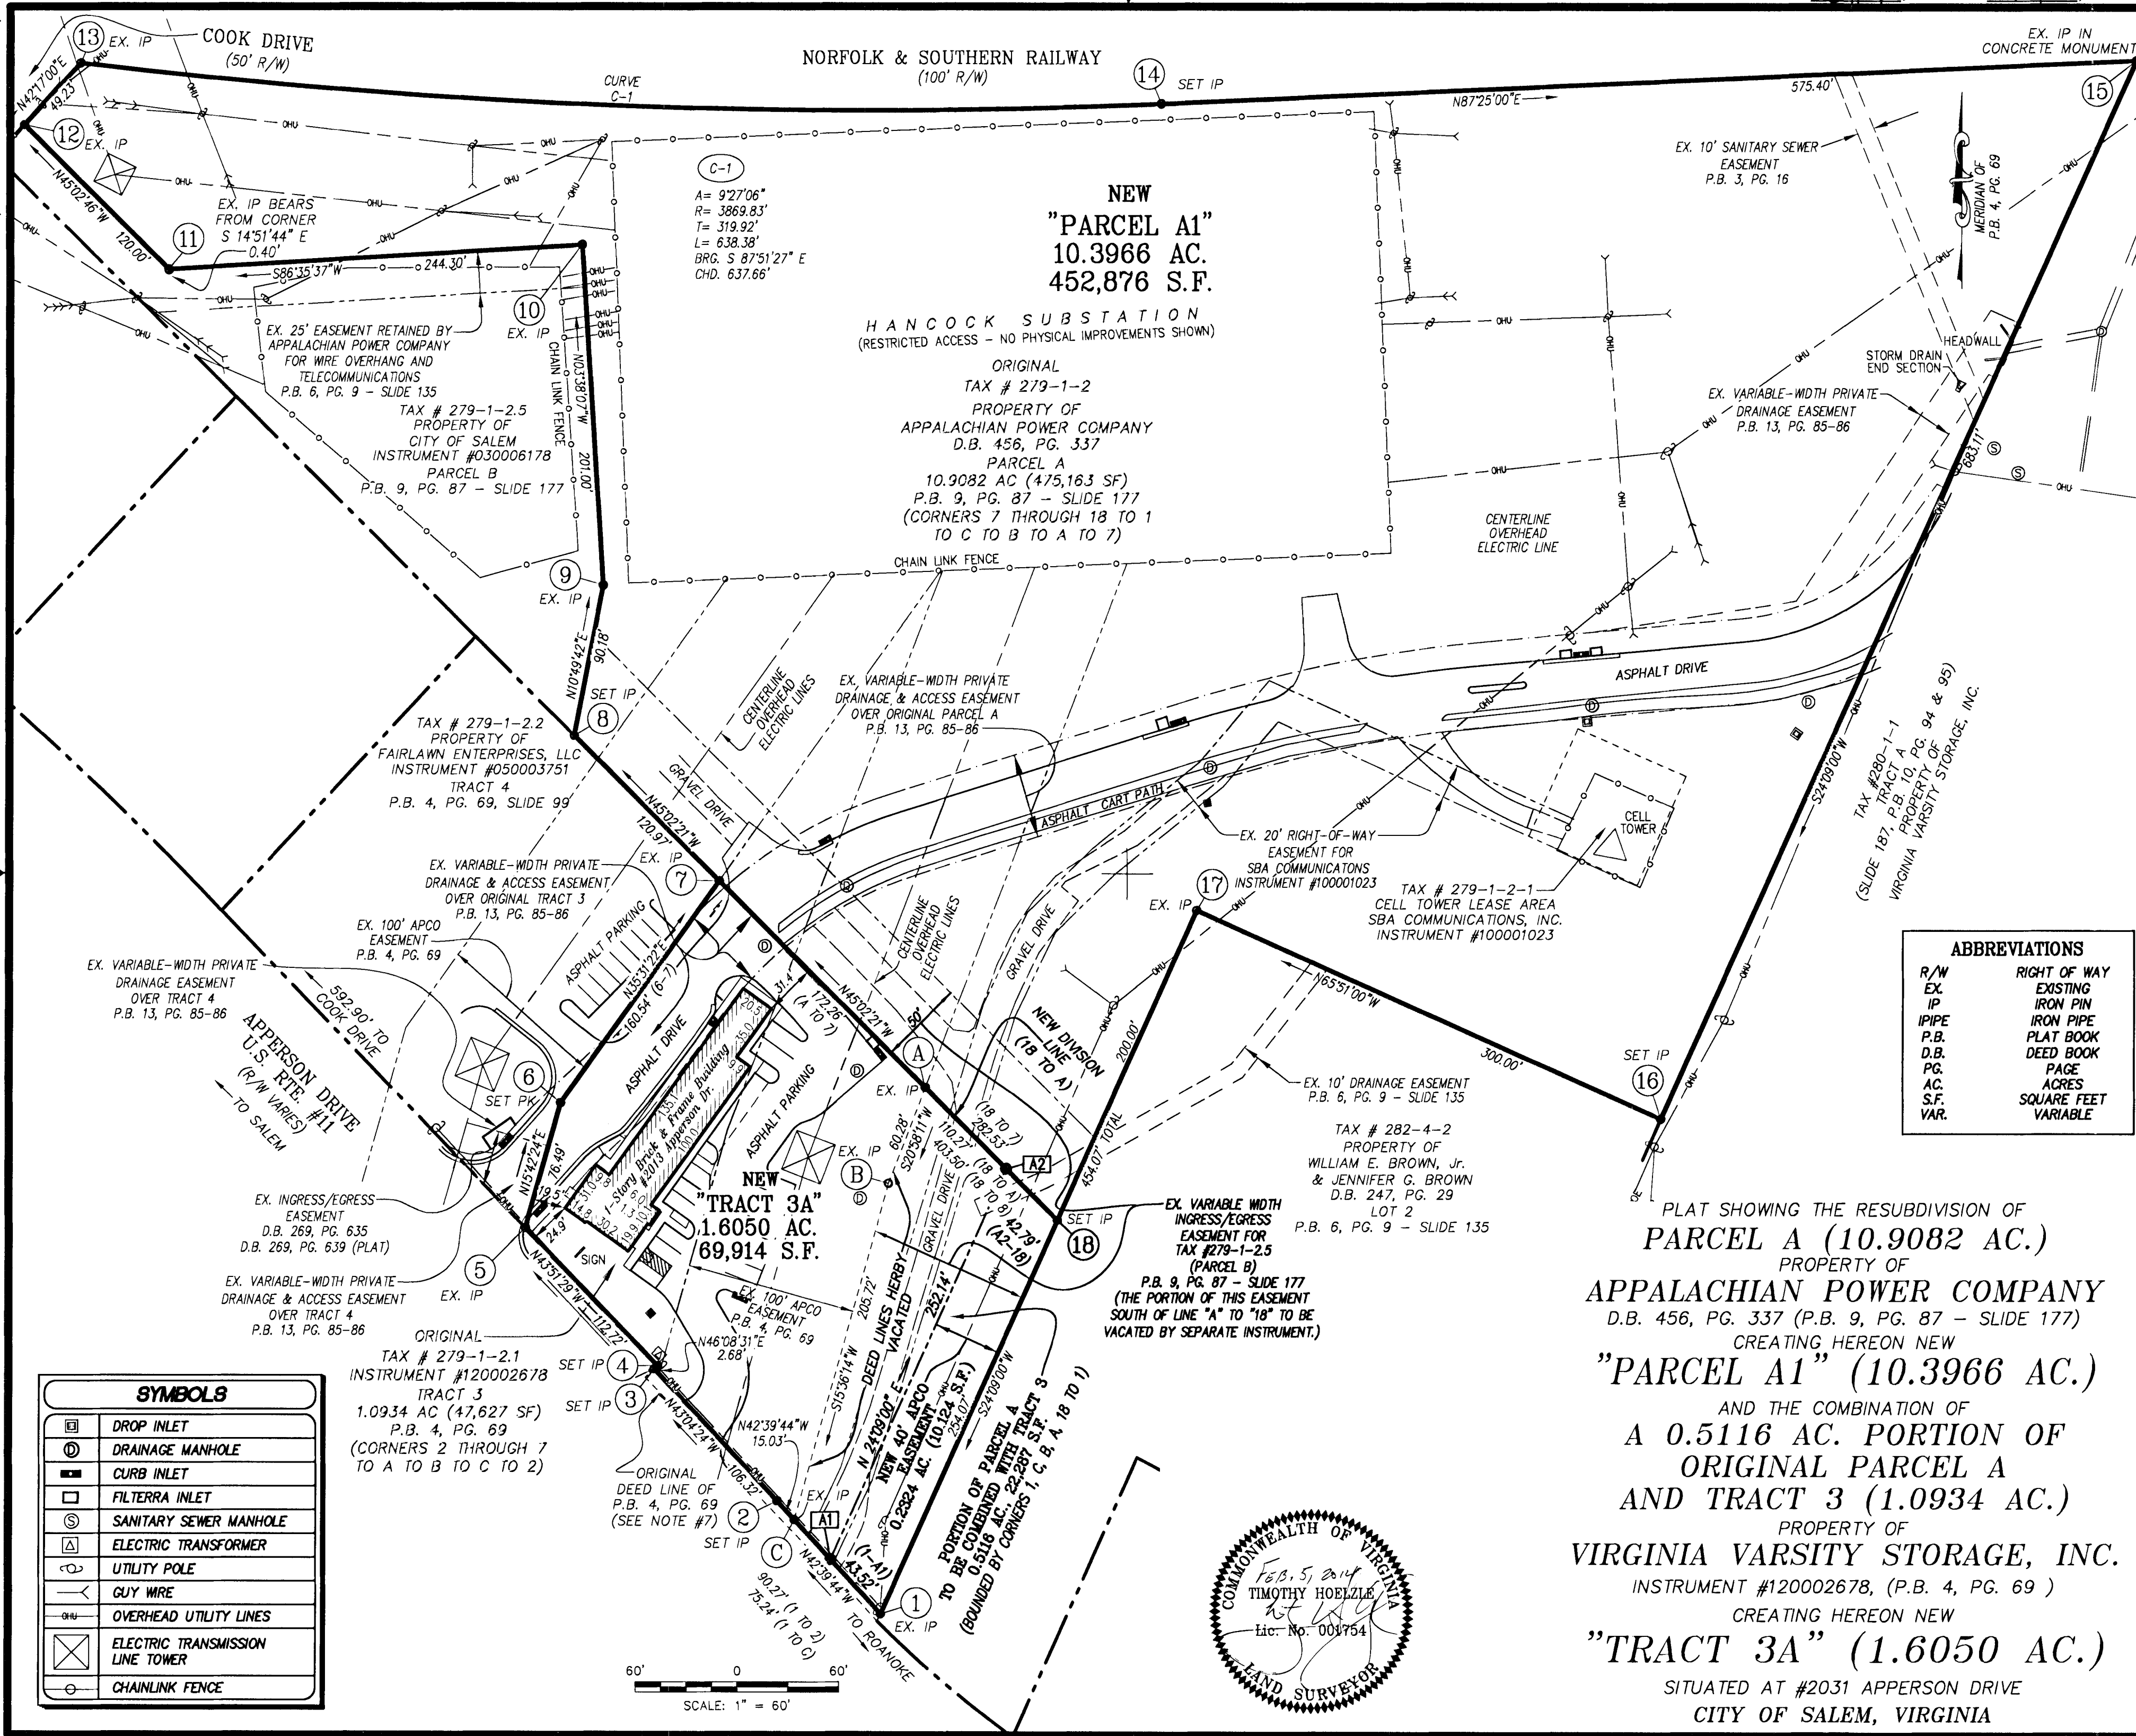 COOK DRIVE
(50' R/W)
NORFOLK & SOUTHERN RAILWAY
(100' R/W)
EX. IP IN
CONCRETE MONUMENT
13
EX. IP
CURVE
C-1
14
SET IP
N87°25'00"E
575.40'
15
N42°17'00"E
49.23'
12
EX. IP
N45°02'46"W
120.00'
EX. IP BEARS
FROM CORNER
S 14°51'44" E
0.40'
11
S86°35'37"W
244.30'
10
EX. IP
C-1
A= 9°27'06"
R= 3869.83'
T= 319.92'
L= 638.38'
BRG. S 87°51'27" E
CHD. 637.66'
NEW
"PARCEL A1"
10.3966 AC.
452,876 S.F.
HANCOCK SUBSTATION
(RESTRICTED ACCESS - NO PHYSICAL IMPROVEMENTS SHOWN)
ORIGINAL
TAX # 279-1-2
PROPERTY OF
APPALACHIAN POWER COMPANY
D.B. 456, PG. 337
PARCEL A
10.9082 AC (475,163 SF)
P.B. 9, PG. 87 - SLIDE 177
(CORNERS 7 THROUGH 18 TO 1
TO C TO B TO A TO 7)
CHAIN LINK FENCE
EX. 10' SANITARY SEWER
EASEMENT
P.B. 3, PG. 16
MERIDIAN OF
P.B. 4, PG. 69
HEADWALL
STORM DRAIN
END SECTION
EX. VARIABLE-WIDTH PRIVATE
DRAINAGE EASEMENT
P.B. 13, PG. 85-86
683.11'
CENTERLINE
OVERHEAD
ELECTRIC LINE
EX. 25' EASEMENT RETAINED BY
APPALACHIAN POWER COMPANY
FOR WIRE OVERHANG AND
TELECOMMUNICATIONS
P.B. 6, PG. 9 - SLIDE 135
TAX # 279-1-2.5
PROPERTY OF
CITY OF SALEM
INSTRUMENT #030006178
PARCEL B
P.B. 9, PG. 87 - SLIDE 177
CHAIN LINK FENCE
N03°38'07"W
201.00'
9
EX. IP
N10°49'42"E
90.18'
SET IP
8
TAX # 279-1-2.2
PROPERTY OF
FAIRLAWN ENTERPRISES, LLC
INSTRUMENT #050003751
TRACT 4
P.B. 4, PG. 69, SLIDE 99
CENTERLINE
OVERHEAD
ELECTRIC LINES
GRAVEL DRIVE
N45°02'21"W
120.97'
EX. VARIABLE-WIDTH PRIVATE
DRAINAGE & ACCESS EASEMENT
OVER ORIGINAL PARCEL A
P.B. 13, PG. 85-86
ASPHALT DRIVE
ASPHALT CART PATH
S24°09'00"W
TAX #280-1-1
TRACT A
(SLIDE 187, P.B. 10, PG. 94 & 95)
PROPERTY OF
VIRGINIA VARSITY STORAGE, INC.
EX. 20' RIGHT-OF-WAY
EASEMENT FOR
SBA COMMUNICATONS
INSTRUMENT #100001023
CELL
TOWER
TAX # 279-1-2-1
CELL TOWER LEASE AREA
SBA COMMUNICATIONS, INC.
INSTRUMENT #100001023
EX. IP
7
EX. VARIABLE-WIDTH PRIVATE
DRAINAGE & ACCESS EASEMENT
OVER ORIGINAL TRACT 3
P.B. 13, PG. 85-86
EX. 100' APCO
EASEMENT
P.B. 4, PG. 69
EX. VARIABLE-WIDTH PRIVATE
DRAINAGE EASEMENT
OVER TRACT 4
P.B. 13, PG. 85-86
592.90' TO
COOK DRIVE
APPERSON DRIVE
U.S. RTE. #11
(R/W VARIES)
TO SALEM
ASPHALT PARKING
N35°31'22"E
160.54' (6-7)
ASPHALT DRIVE
6
SET PK
N15°42'24"E
76.49'
Brick & Frame Building
1-Story #2013 Apperson Dr.
31.4'
172.26'
(A TO 7)
N45°02'21"W
50'
CENTERLINE
OVERHEAD
ELECTRIC LINES
GRAVEL DRIVE
17
EX. IP
N65°51'00"W
300.00'
SET IP
16
200.00'
NEW DIVISION
LINE
(18 TO A)
A
EX. IP
ASPHALT PARKING
454.07' TOTAL
60.28'
S20°58'11"W
EX. IP
B
(18 TO 7)
282.53'
110.27'
(18 TO A)
403.50'
(18 TO 8)
A2
42.79'
(A2-18)
SET IP
18
EX. 10' DRAINAGE EASEMENT
P.B. 6, PG. 9 - SLIDE 135
TAX # 282-4-2
PROPERTY OF
WILLIAM E. BROWN, Jr.
& JENNIFER G. BROWN
D.B. 247, PG. 29
LOT 2
P.B. 6, PG. 9 - SLIDE 135
NEW
"TRACT 3A"
1.6050 AC.
69,914 S.F.
19.5'
24.9'
SIGN
EX. INGRESS/EGRESS
EASEMENT
D.B. 269, PG. 635
D.B. 269, PG. 639 (PLAT)
5
EX. IP
N43°51'29"W
112.72'
EX. VARIABLE-WIDTH PRIVATE
DRAINAGE & ACCESS EASEMENT
OVER TRACT 4
P.B. 13, PG. 85-86
ORIGINAL
TAX # 279-1-2.1
INSTRUMENT #120002678
TRACT 3
1.0934 AC (47,627 SF)
P.B. 4, PG. 69
(CORNERS 2 THROUGH 7
TO A TO B TO C TO 2)
EX. 100' APCO
EASEMENT
P.B. 4, PG. 69
N46°08'31"E
2.68'
SET IP
4
SET IP
3
N43°04'24"W
106.32'
N42°39'44"W
15.03'
ORIGINAL
DEED LINE OF
P.B. 4, PG. 69
(SEE NOTE #7)
2
SET IP
C
EX. IP
A1
205.72'
S15°36'14"W
DEED LINES HERBY
VACATED
GRAVEL DRIVE
252.14'
N 24°09'00" E
NEW 40' APCO
EASEMENT
0.2324 AC. (10,124 S.F.)
254.07'
S24°09'00"W
PORTION OF PARCEL A
TO BE COMBINED WITH TRACT 3
0.5116 AC., 22,287 S.F.
(BOUNDED BY CORNERS 1, C, B, A, 18 TO 1)
(1-A1)
43.52'
N42°39'44"W
90.27' (1 TO 2)
75.24' (1 TO C)
TO ROANOKE
1
EX. IP
EX. VARIABLE WIDTH
INGRESS/EGRESS
EASEMENT FOR
TAX #279-1-2.5
(PARCEL B)
P.B. 9, PG. 87 - SLIDE 177
(THE PORTION OF THIS EASEMENT
SOUTH OF LINE "A" TO "18" TO BE
VACATED BY SEPARATE INSTRUMENT.)
ABBREVIATIONS
R/W RIGHT OF WAY
EX. EXISTING
IP IRON PIN
IPIPE IRON PIPE
P.B. PLAT BOOK
D.B. DEED BOOK
PG. PAGE
AC. ACRES
S.F. SQUARE FEET
VAR. VARIABLE
SYMBOLS
DROP INLET
D DRAINAGE MANHOLE
CURB INLET
FILTERRA INLET
S SANITARY SEWER MANHOLE
ELECTRIC TRANSFORMER
UTILITY POLE
GUY WIRE
OHU OVERHEAD UTILITY LINES
ELECTRIC TRANSMISSION
LINE TOWER
CHAINLINK FENCE
60' 0 60'
SCALE: 1" = 60'
COMMONWEALTH OF VIRGINIA
FEB. 5, 2014
TIMOTHY HOELZLE
Lic. No. 001754
LAND SURVEYOR
PLAT SHOWING THE RESUBDIVISION OF
PARCEL A (10.9082 AC.)
PROPERTY OF
APPALACHIAN POWER COMPANY
D.B. 456, PG. 337 (P.B. 9, PG. 87 - SLIDE 177)
CREATING HEREON NEW
"PARCEL A1" (10.3966 AC.)
AND THE COMBINATION OF
A 0.5116 AC. PORTION OF
ORIGINAL PARCEL A
AND TRACT 3 (1.0934 AC.)
PROPERTY OF
VIRGINIA VARSITY STORAGE, INC.
INSTRUMENT #120002678, (P.B. 4, PG. 69 )
CREATING HEREON NEW
"TRACT 3A" (1.6050 AC.)
SITUATED AT #2031 APPERSON DRIVE
CITY OF SALEM, VIRGINIA